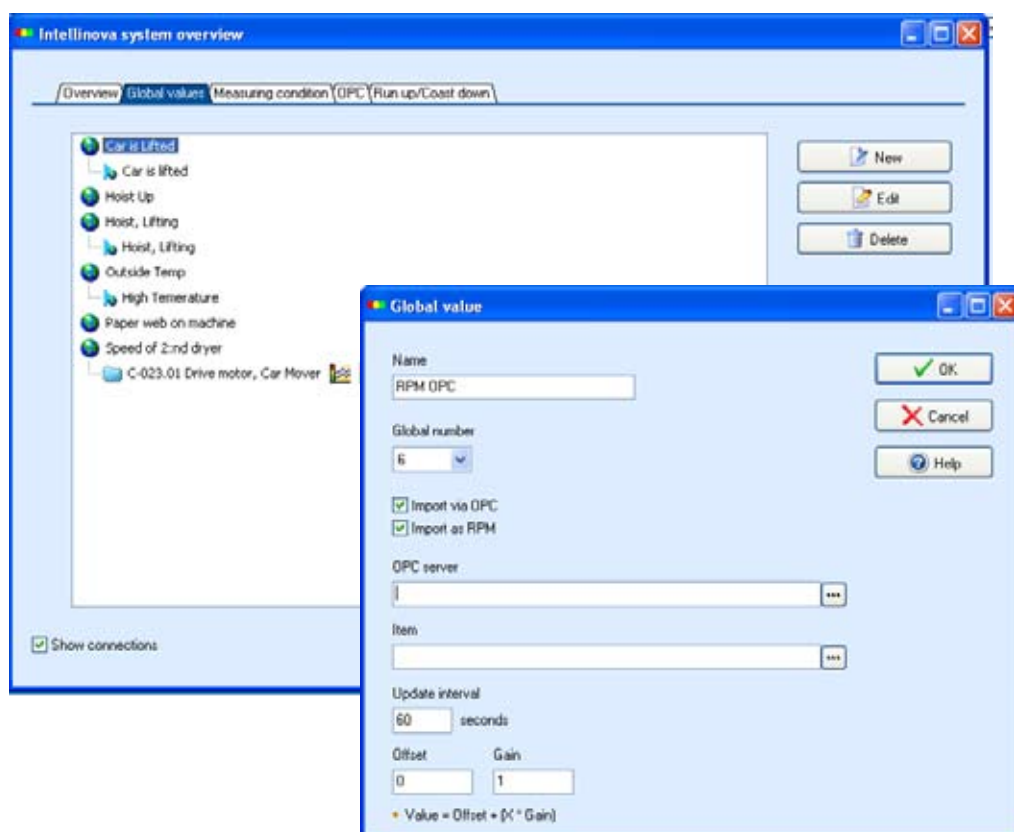 Intellinova system overview
Overview Global values Measuring condition OPC Run up/Coast down
Car is Lifted
Car is lifted
Hoist Up
Hoist, Lifting
Hoist, Lifting
Outside Temp
High Temerature
Paper web on machine
Speed of 2:nd dryer
C-023.01 Drive motor, Car Mover
New
Edit
Delete
Show connections
Global value
Name
RPM OPC
Global number
6
Import via OPC
Import as RPM
OPC server
...
Item
...
Update interval
60 seconds
Offset Gain
0 1
Value = Offset + (X * Gain)
OK
Cancel
Help